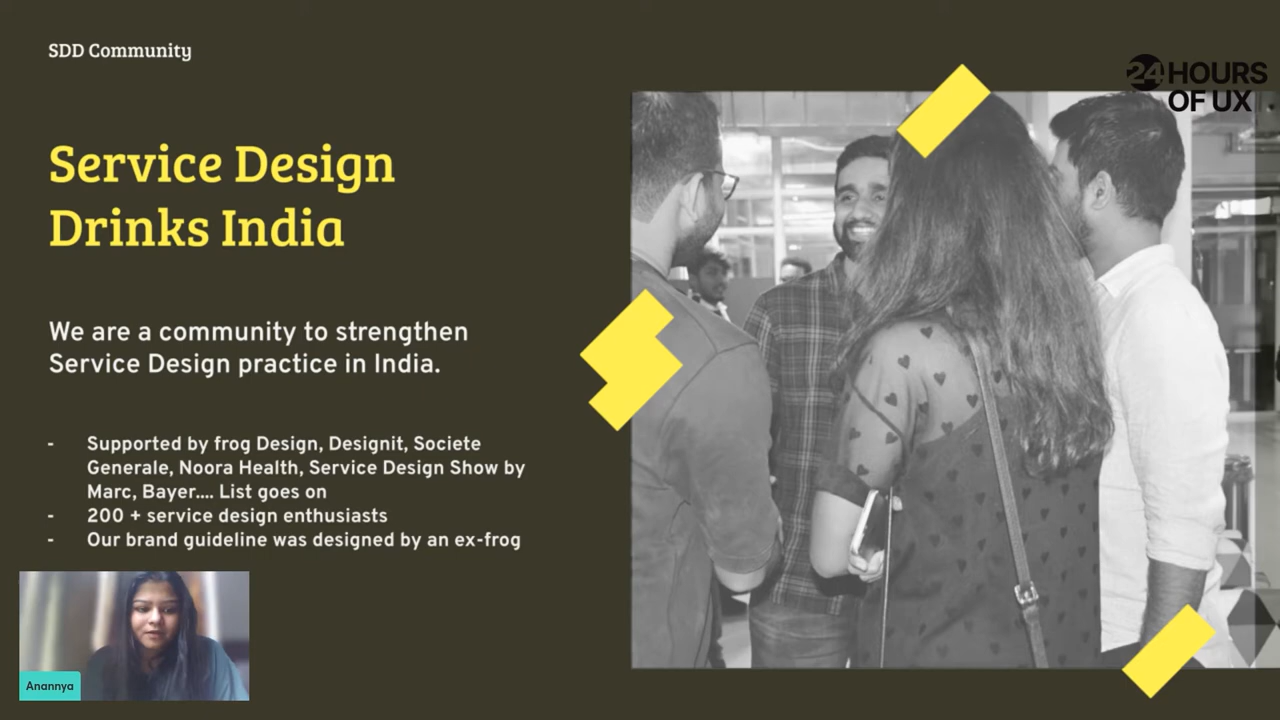 SDD Community
24 HOURS
OF UX
Service Design
Drinks India
We are a community to strengthen
Service Design practice in India.
- Supported by frog Design, Designit, Societe
Generale, Noora Health, Service Design Show by
Marc, Bayer.... List goes on
- 200 + service design enthusiasts
- Our brand guideline was designed by an ex-frog
Anannya